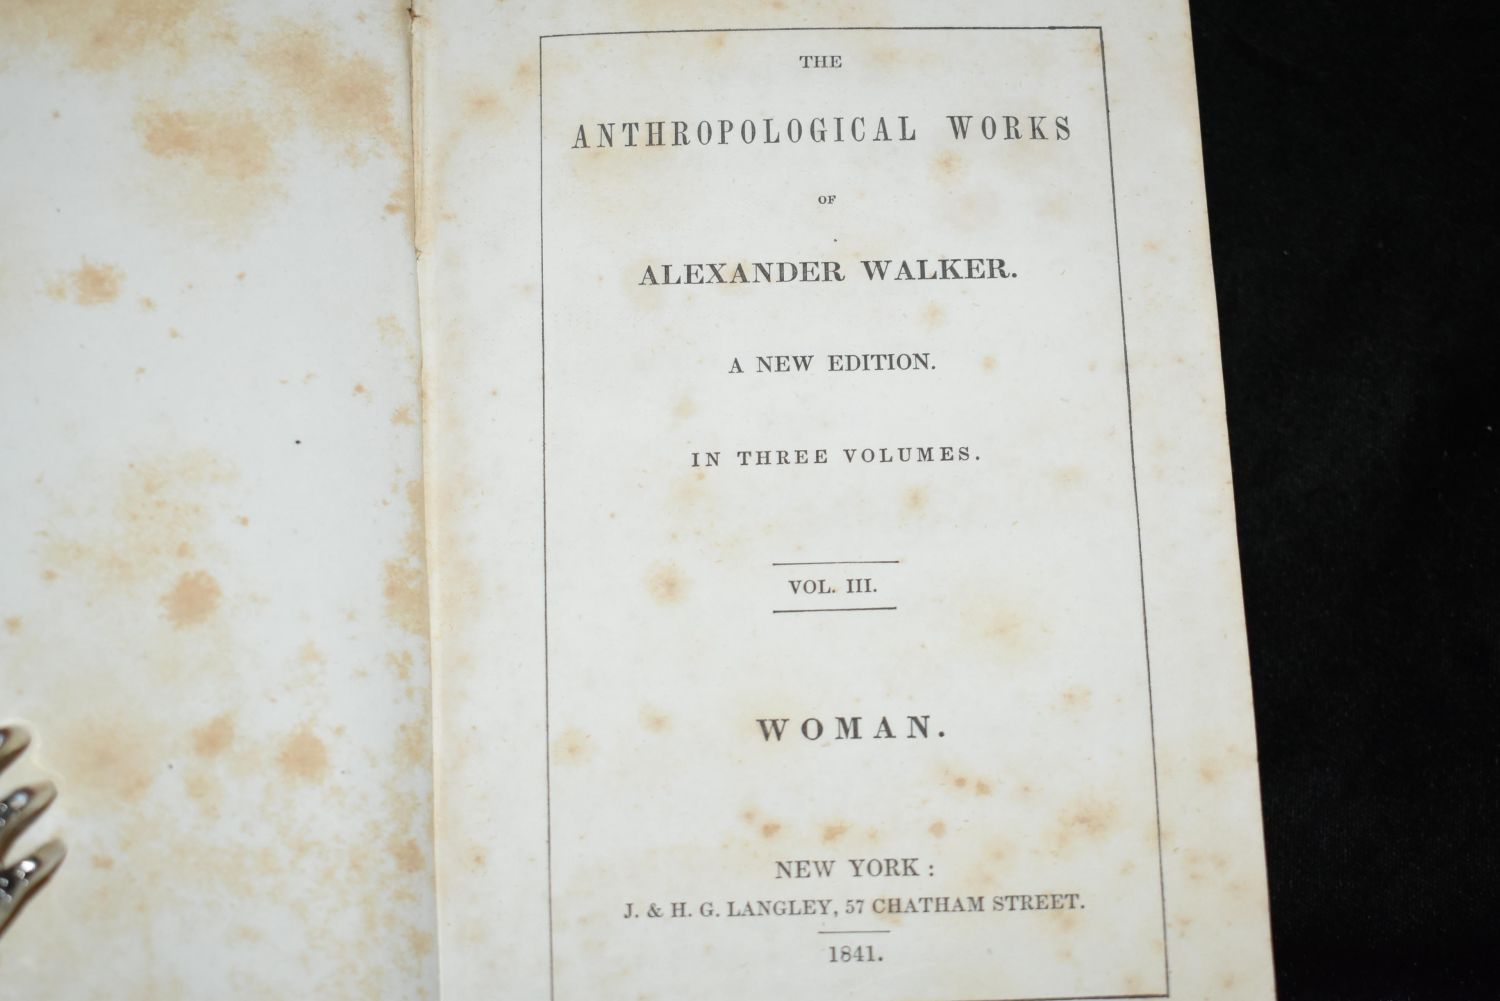 THE
ANTHROPOLOGICAL WORKS
OF
ALEXANDER WALKER.
A NEW EDITION.
IN THREE VOLUMES.
VOL. III.
WOMAN.
NEW YORK:
J. & H. G. LANGLEY, 57 CHATHAM STREET.
1841.